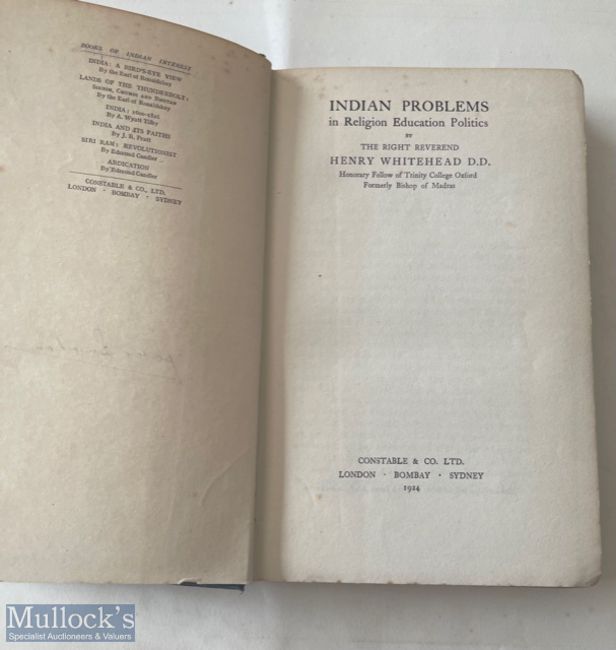 BOOKS OF INDIAN INTEREST
INDIA: A BIRD'S-EYE VIEW
By the Earl of Ronaldshay
LANDS OF THE THUNDERBOLT:
SIKHIM, CHUMBI AND BHUTAN
By the Earl of Ronaldshay
INDIA: 1600-1826
By A. Wyatt Tilby
INDIA AND ITS FAITHS
By J. B. Pratt
SIRI RAM: REVOLUTIONIST
By Edmund Candler
ABDICATION
By Edmund Candler
CONSTABLE & CO., LTD.
LONDON · BOMBAY · SYDNEY
INDIAN PROBLEMS
in Religion Education Politics
BY
THE RIGHT REVEREND
HENRY WHITEHEAD D.D.
Honorary Fellow of Trinity College Oxford
Formerly Bishop of Madras
CONSTABLE & CO. LTD.
LONDON · BOMBAY · SYDNEY
1924
Mullock's
Specialist Auctioneers & Valuers